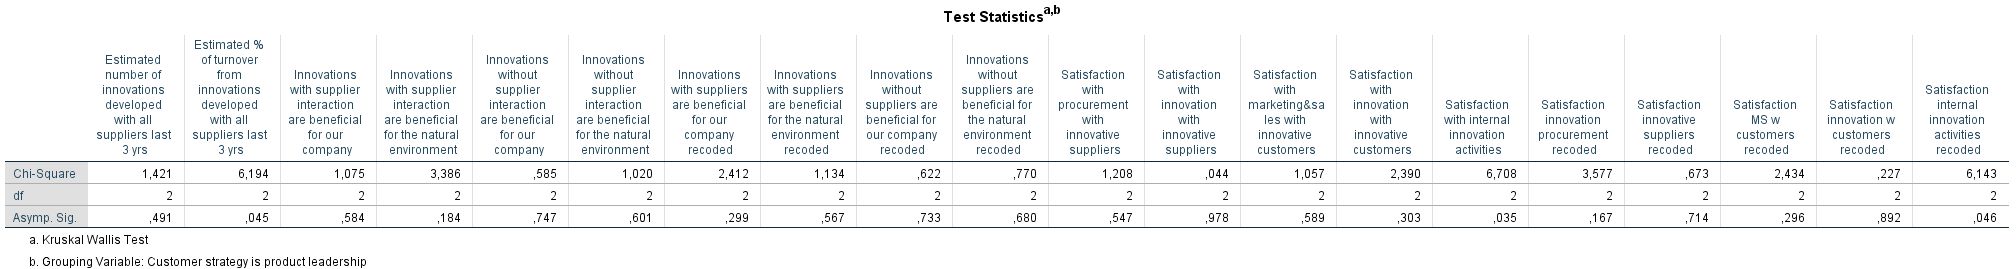 Test Statisticsa,b
Estimated number of innovations developed with all suppliers last 3 yrs | Estimated % of turnover from innovations developed with all suppliers last 3 yrs | Innovations with supplier interaction are beneficial for our company | Innovations with supplier interaction are beneficial for the natural environment | Innovations without supplier interaction are beneficial for our company | Innovations without supplier interaction are beneficial for the natural environment | Innovations with suppliers are beneficial for our company recoded | Innovations with suppliers are beneficial for the natural environment recoded | Innovations without suppliers are beneficial for our company recoded | Innovations without suppliers are beneficial for the natural environment recoded | Satisfaction with procurement with innovative suppliers | Satisfaction with innovation with innovative suppliers | Satisfaction with marketing&sales with innovative customers | Satisfaction with innovation with innovative customers | Satisfaction with internal innovation activities | Satisfaction innovation procurement recoded | Satisfaction innovative suppliers recoded | Satisfaction MS w customers recoded | Satisfaction innovation w customers recoded | Satisfaction internal innovation activities recoded
Chi-Square 1,421 6,194 1,075 3,386 ,585 1,020 2,412 1,134 ,622 ,770 1,208 ,044 1,057 2,390 6,708 3,577 ,673 2,434 ,227 6,143
df 2 2 2 2 2 2 2 2 2 2 2 2 2 2 2 2 2 2 2 2
Asymp. Sig. ,491 ,045 ,584 ,184 ,747 ,601 ,299 ,567 ,733 ,680 ,547 ,978 ,589 ,303 ,035 ,167 ,714 ,296 ,892 ,046
a. Kruskal Wallis Test
b. Grouping Variable: Customer strategy is product leadership